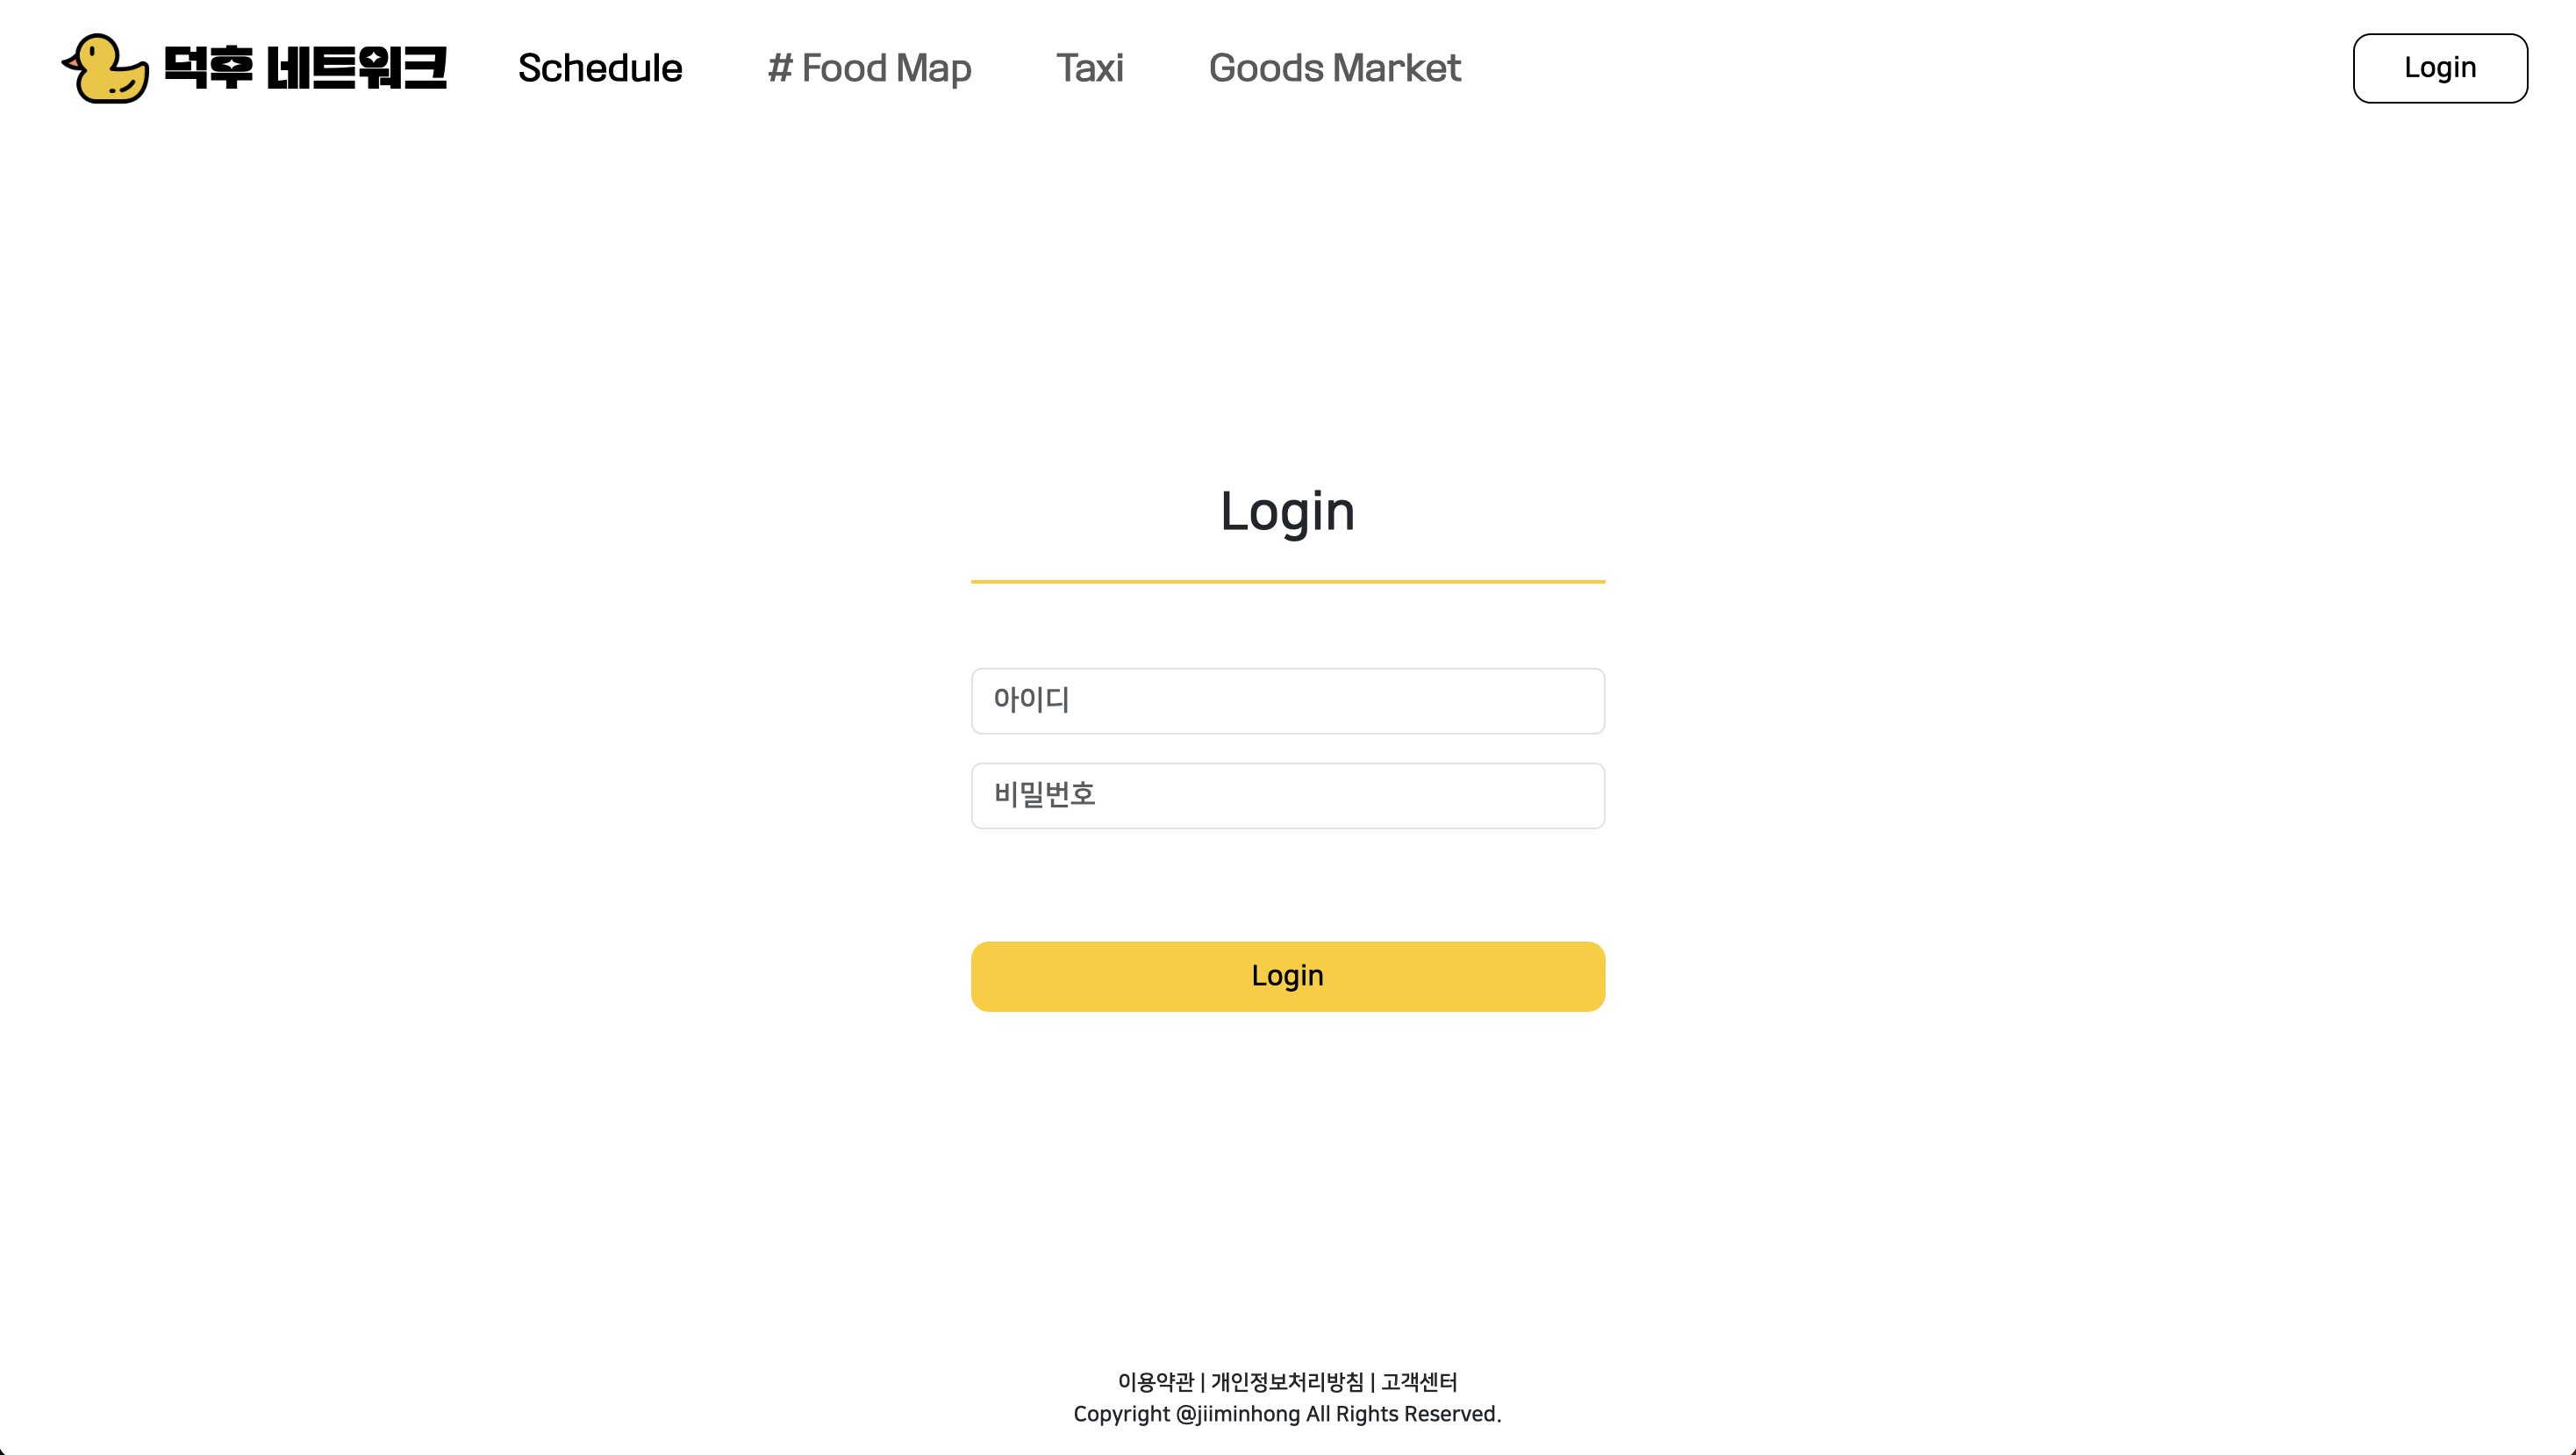 덕후 네트워크 Schedule # Food Map Taxi Goods Market Login
Login
아이디
비밀번호
Login
이용약관 | 개인정보처리방침 | 고객센터
Copyright @jiiminhong All Rights Reserved.